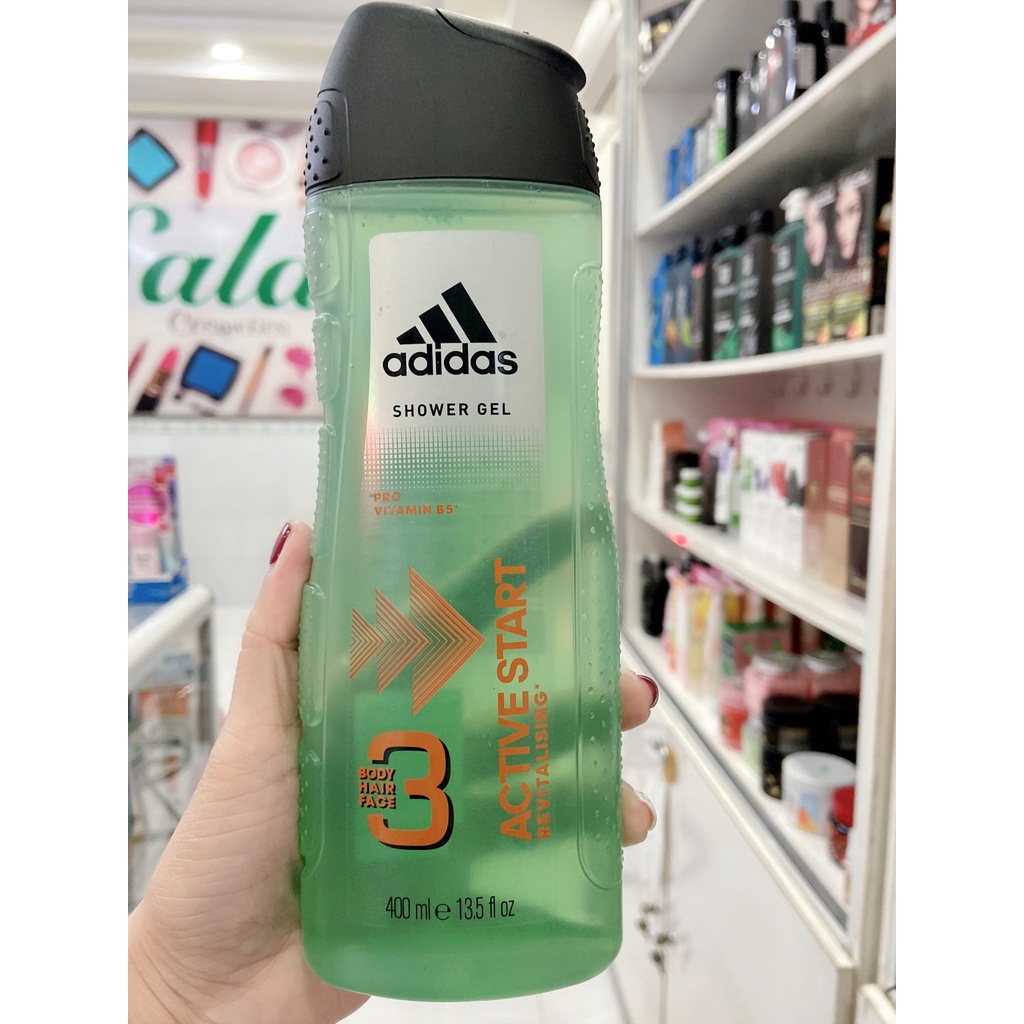 adidas
SHOWER GEL
*PRO
VITAMIN B5*
ACTIVE START
REVITALISING*
BODY
HAIR
FACE
3
400 ml ℮ 13.5 fl oz
Cosmetics